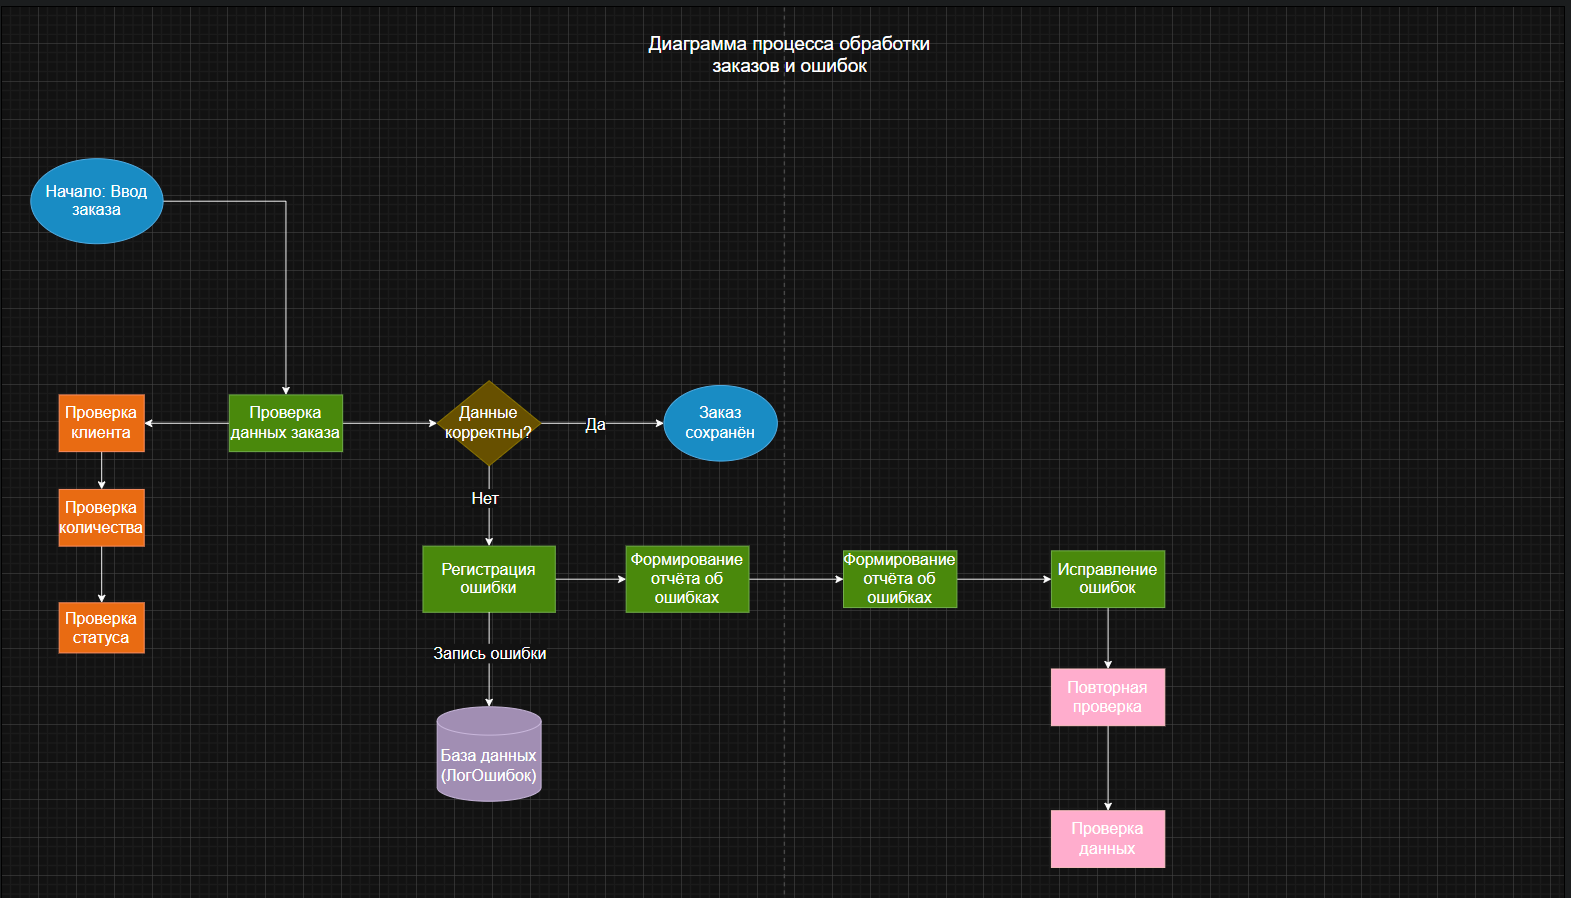 Диаграмма процесса обработки
заказов и ошибок
Начало: Ввод
заказа
Проверка
клиента
Проверка
данных заказа
Данные
корректны?
Да
Заказ
сохранён
Проверка
количества
Нет
Проверка
статуса
Регистрация
ошибки
Формирование
отчёта об
ошибках
Формирование
отчёта об
ошибках
Исправление
ошибок
Запись ошибки
База данных
(ЛогОшибок)
Повторная
проверка
Проверка
данных